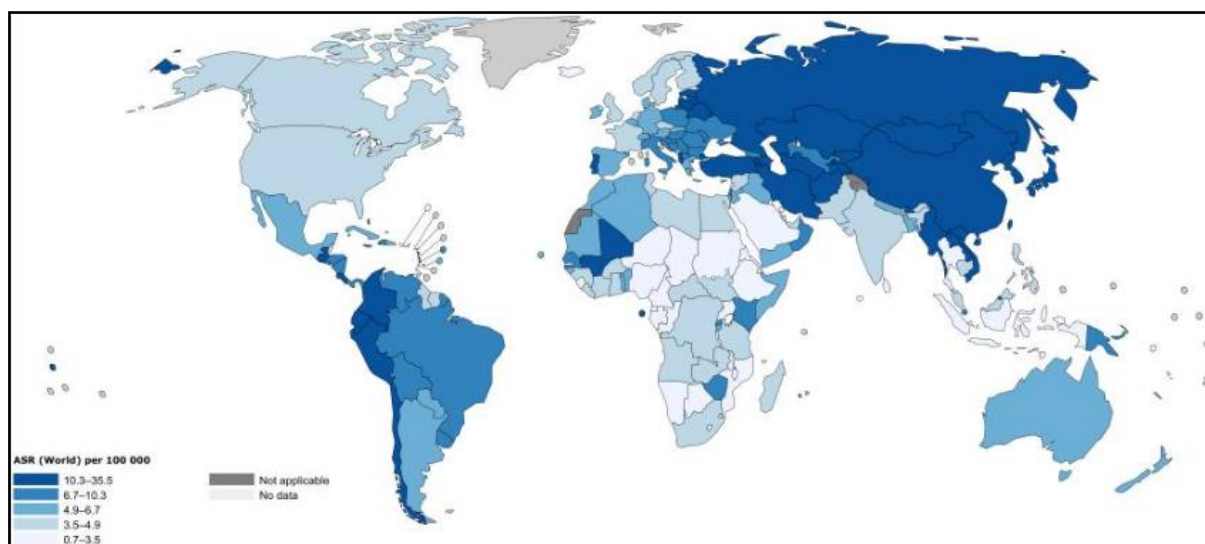 ASR (World) per 100 000
10.3–35.5
6.7–10.3
4.9–6.7
3.5–4.9
0.7–3.5
Not applicable
No data